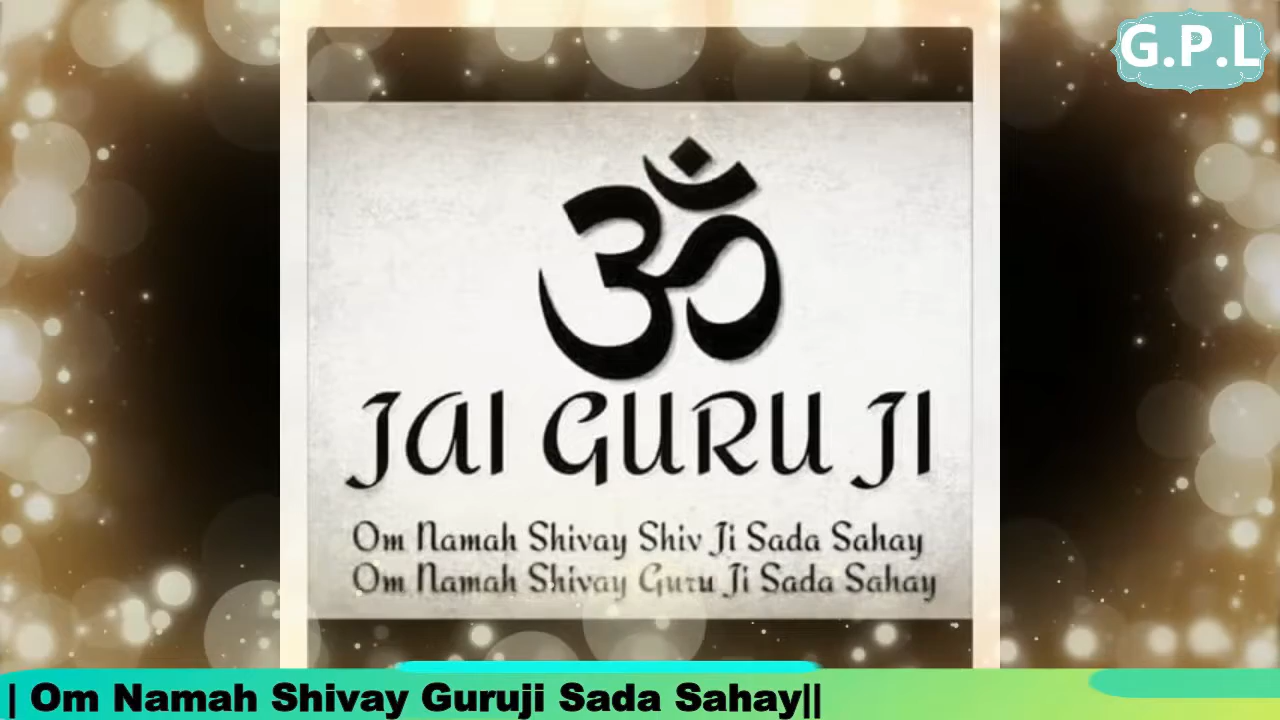 G.P.L
ॐ
JAI GURU JI
Om Namah Shivay Shiv Ji Sada Sahay
Om Namah Shivay Guru Ji Sada Sahay
| Om Namah Shivay Guruji Sada Sahay||